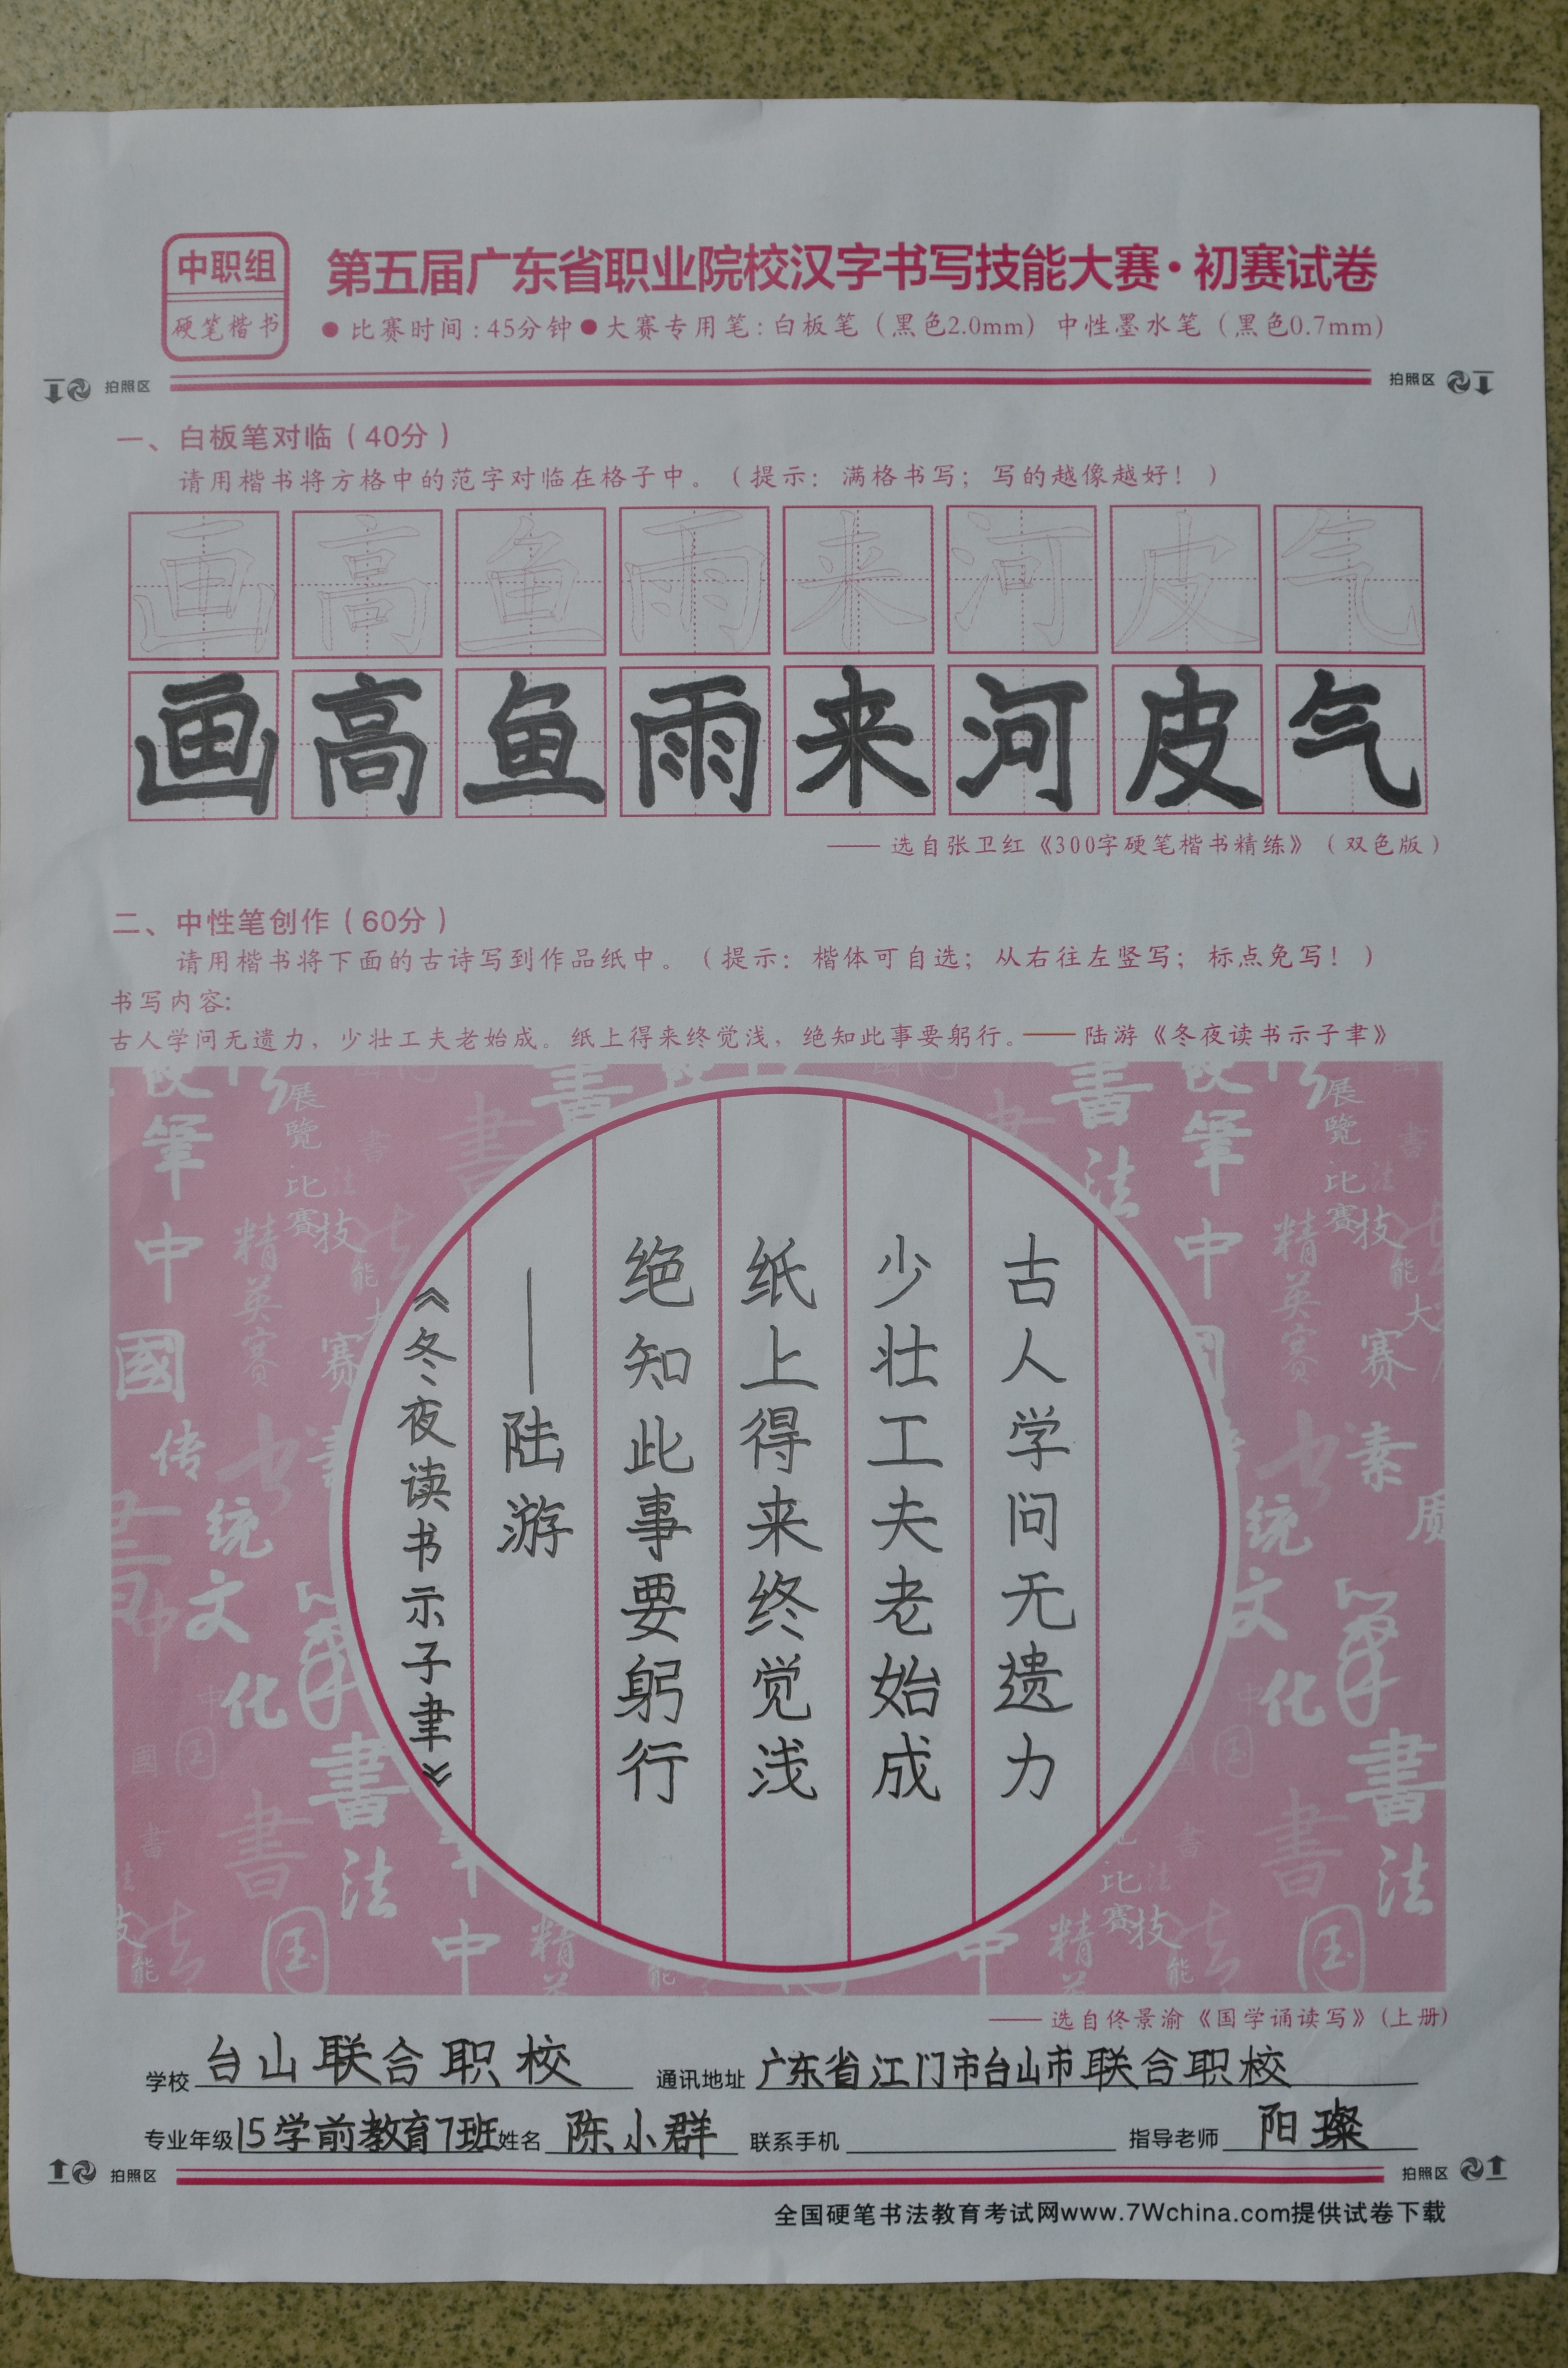 中职组
硬笔楷书
第五届广东省职业院校汉字书写技能大赛·初赛试卷
●比赛时间:45分钟●大赛专用笔:白板笔（黑色2.0mm）中性墨水笔（黑色0.7mm）
拍照区
拍照区
一、白板笔对临（40分）
请用楷书将方格中的范字对临在格子中。（提示：满格书写；写的越像越好！）
画高鱼雨来河皮气
画高鱼雨来河皮气
——选自张卫红《300字硬笔楷书精练》（双色版）
二、中性笔创作（60分）
请用楷书将下面的古诗写到作品纸中。（提示：楷体可自选；从右往左竖写；标点免写！）
书写内容:
古人学问无遗力，少壮工夫老始成。纸上得来终觉浅，绝知此事要躬行。——陆游《冬夜读书示子聿》
古人学问无遗力
少壮工夫老始成
纸上得来终觉浅
绝知此事要躬行
——陆游
《冬夜读书示子聿》
——选自佟景渝《国学诵读写》(上册)
学校 台山联合职校 通讯地址 广东省江门市台山市联合职校
专业年级 15学前教育7班 姓名 陈小群 联系手机 指导老师 阳璨
拍照区
拍照区
全国硬笔书法教育考试网www.7Wchina.com提供试卷下载